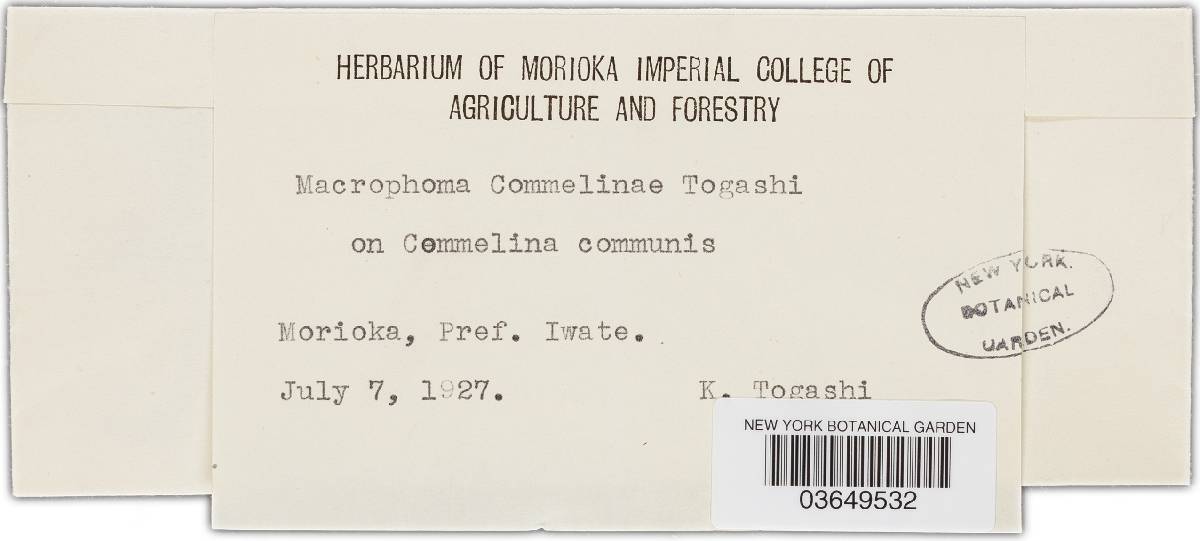 HERBARIUM OF MORIOKA IMPERIAL COLLEGE OF
AGRICULTURE AND FORESTRY
Macrophoma Commelinae Togashi
on Commelina communis
Morioka, Pref. Iwate.
July 7, 1927.
K. Togashi
NEW YORK.
BOTANICAL
GARDEN.
NEW YORK BOTANICAL GARDEN
03649532